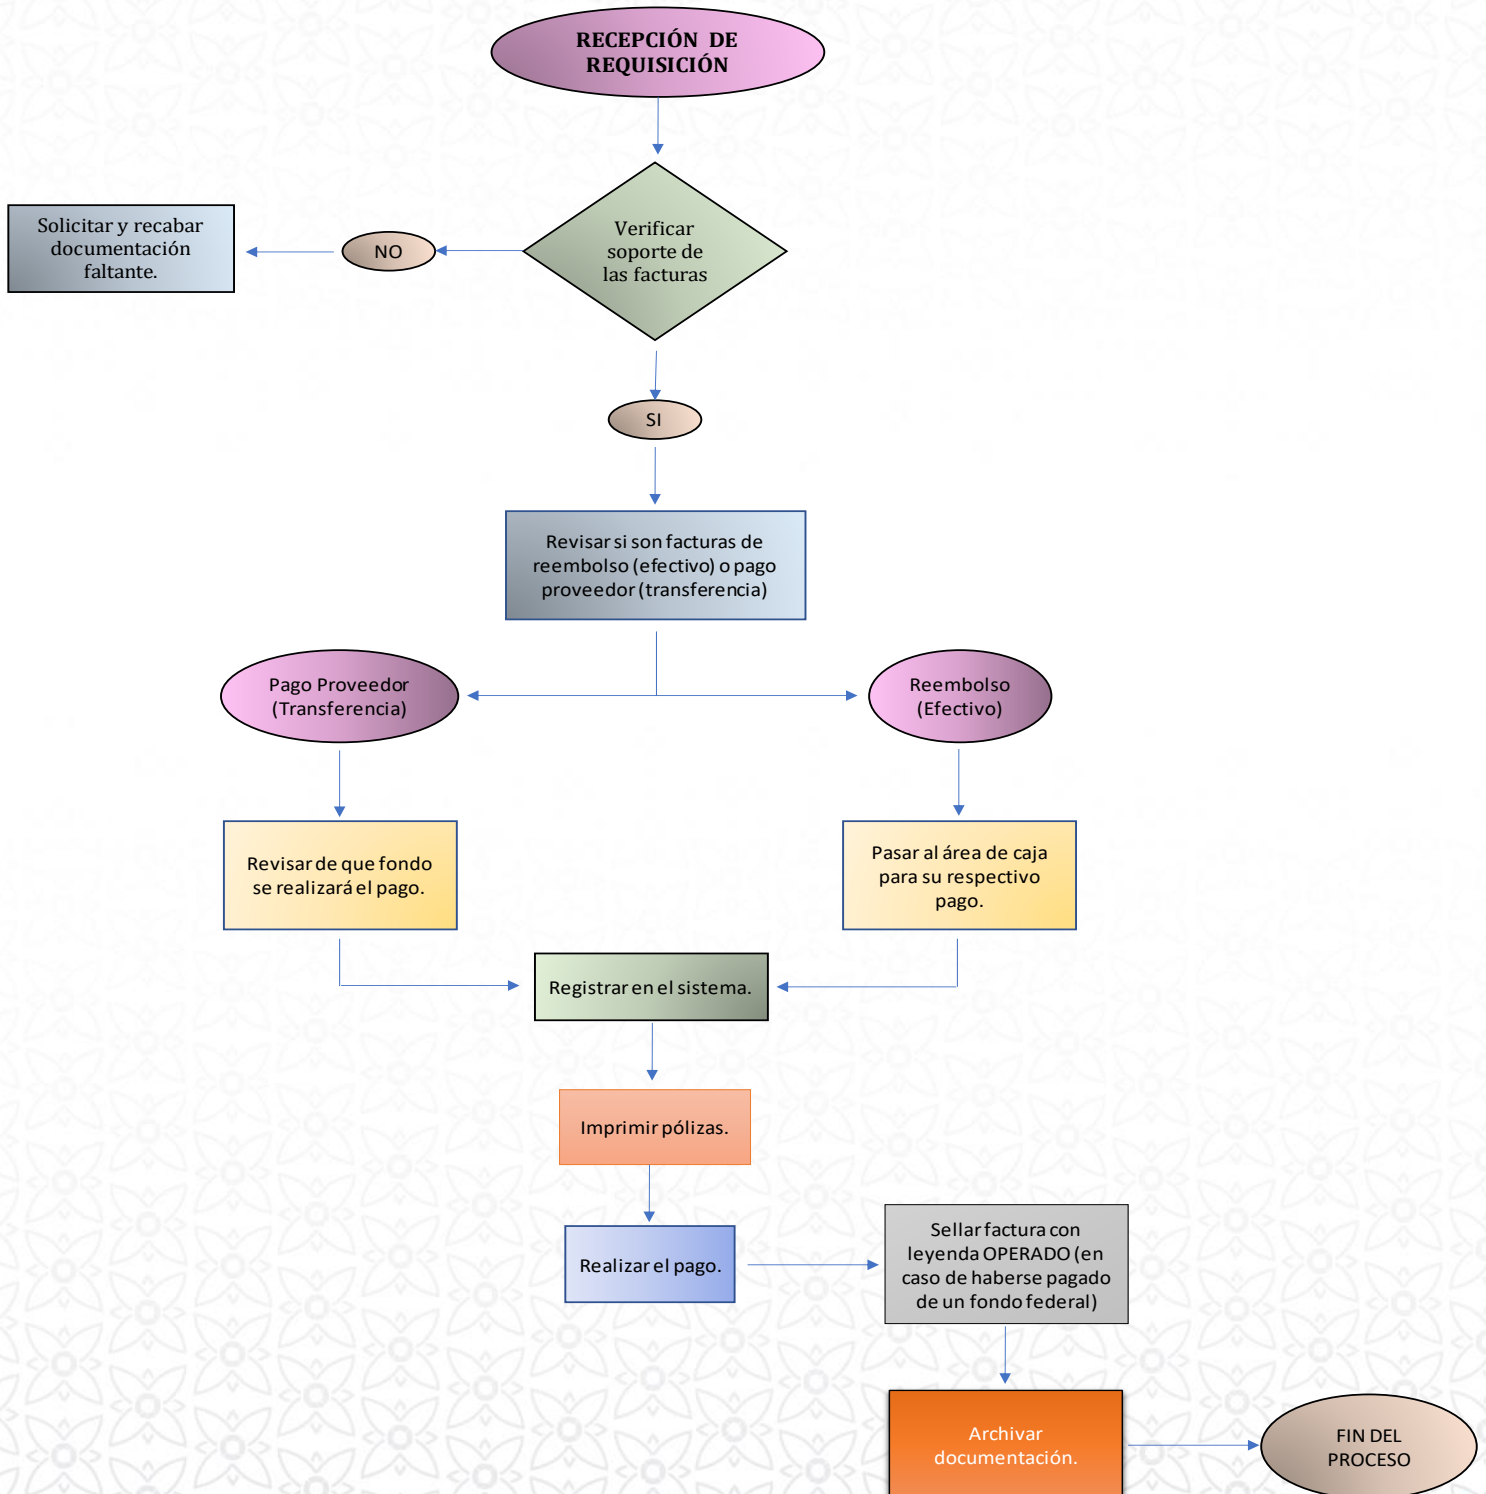 RECEPCIÓN DE
REQUISICIÓN
Verificar
soporte de
las facturas
NO
Solicitar y recabar
documentación
faltante.
SI
Revisar si son facturas de
reembolso (efectivo) o pago
proveedor (transferencia)
Pago Proveedor
(Transferencia)
Reembolso
(Efectivo)
Revisar de que fondo
se realizará el pago.
Pasar al área de caja
para su respectivo
pago.
Registrar en el sistema.
Imprimir pólizas.
Realizar el pago.
Sellar factura con
leyenda OPERADO (en
caso de haberse pagado
de un fondo federal)
Archivar
documentación.
FIN DEL
PROCESO